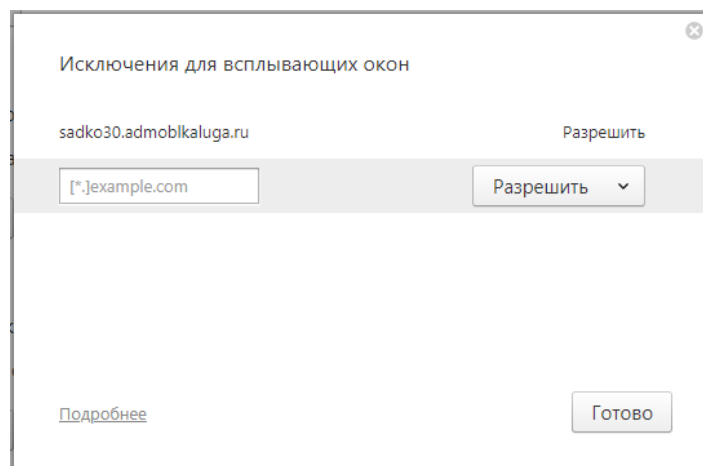 Исключения для всплывающих окон
sadko30.admoblkaluga.ru Разрешить
[*.]example.com Разрешить
Подробнее Готово